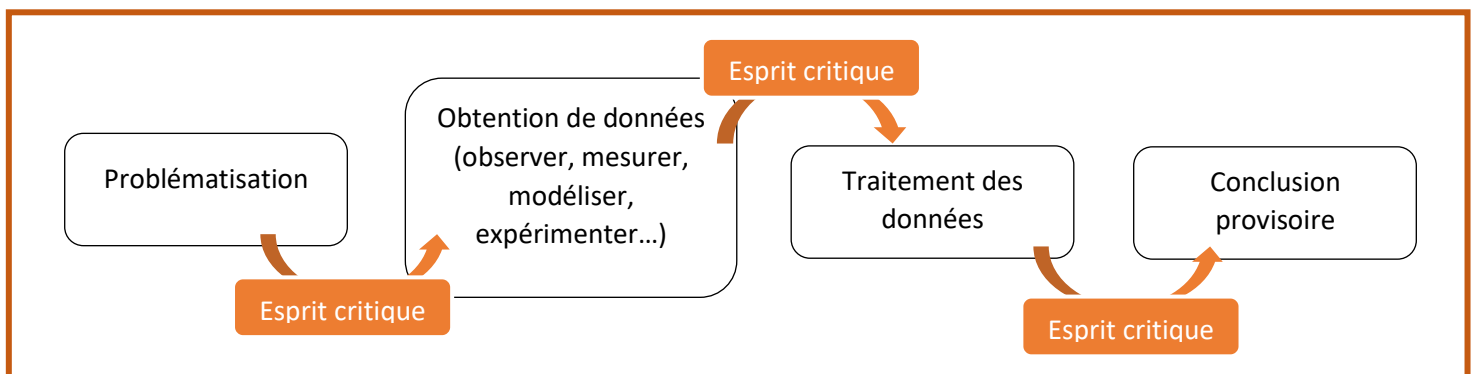 Problématisation
Esprit critique
Obtention de données
(observer, mesurer,
modéliser,
expérimenter…)
Esprit critique
Traitement des
données
Esprit critique
Conclusion
provisoire